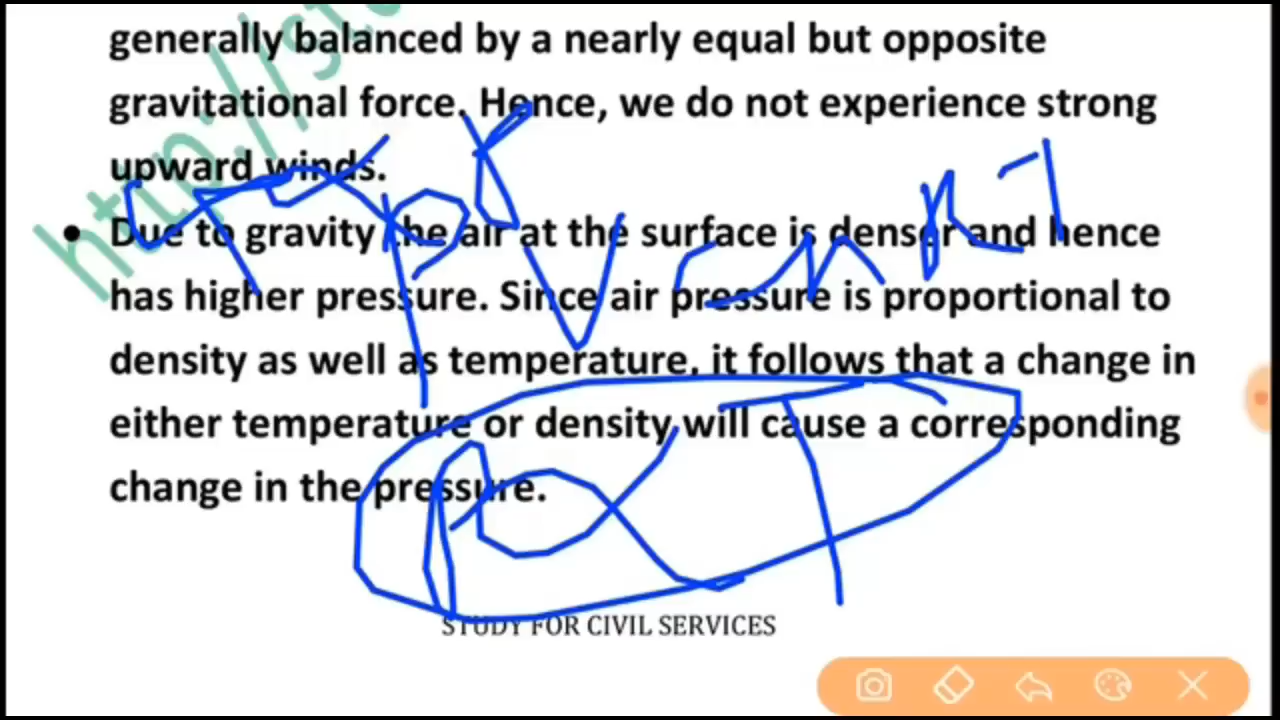 generally balanced by a nearly equal but opposite
gravitational force. Hence, we do not experience strong
upward winds.
• Due to gravity the air at the surface is denser and hence
has higher pressure. Since air pressure is proportional to
density as well as temperature, it follows that a change in
either temperature or density will cause a corresponding
change in the pressure.
PV = nRT
P ∝ T
STUDY FOR CIVIL SERVICES